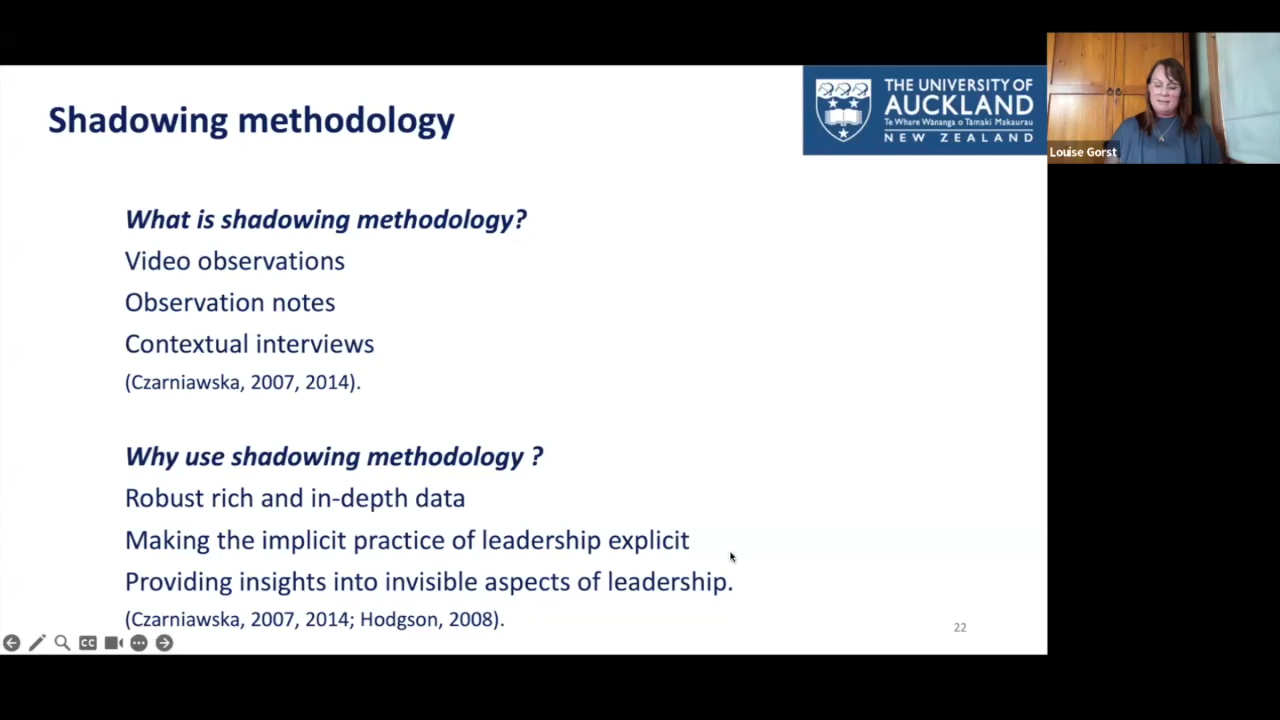 Shadowing methodology
THE UNIVERSITY OF
AUCKLAND
Te Whare Wānanga o Tāmaki Makaurau
NEW ZEALAND
Louise Gorst
What is shadowing methodology?
Video observations
Observation notes
Contextual interviews
(Czarniawska, 2007, 2014).
Why use shadowing methodology ?
Robust rich and in-depth data
Making the implicit practice of leadership explicit
Providing insights into invisible aspects of leadership.
(Czarniawska, 2007, 2014; Hodgson, 2008).
22
CC